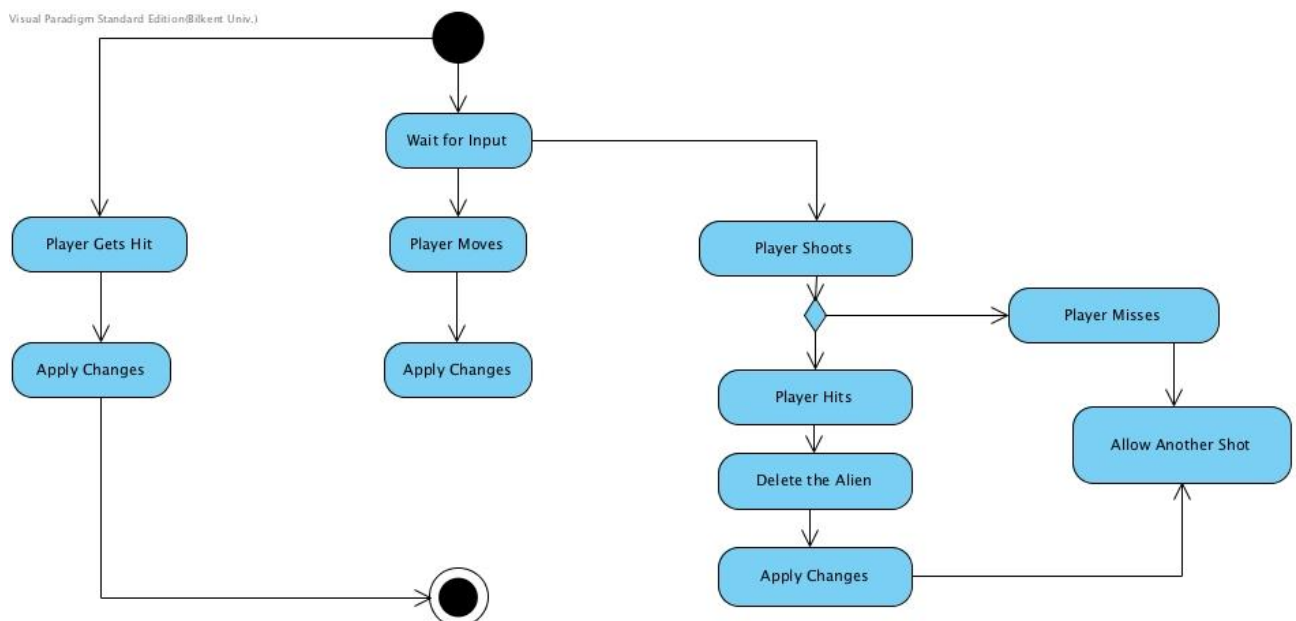 Visual Paradigm Standard Edition(Bilkent Univ.)
Wait for Input
Player Gets Hit
Player Moves
Player Shoots
Player Misses
Apply Changes
Apply Changes
Player Hits
Allow Another Shot
Delete the Alien
Apply Changes